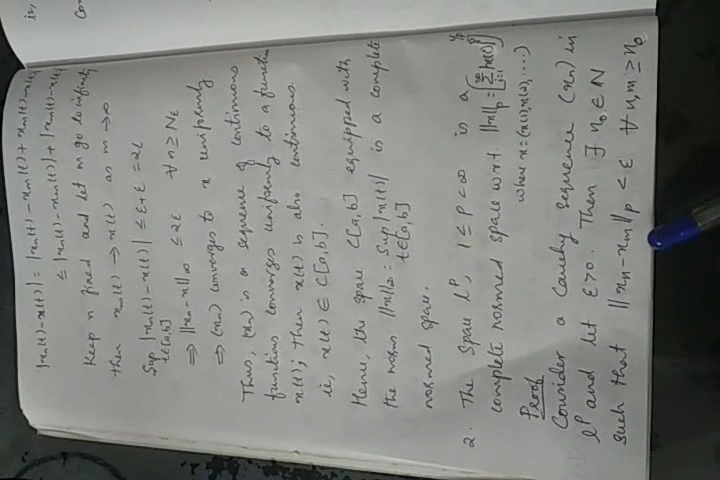 is,
Con
|xn(t)-x(t)| = |xn(t)-xm(t)+xm(t)-x(t)|
≤ |xn(t)-xm(t)| + |xm(t)-x(t)|
Keep n fixed and let m go to infinity
then xm(t) → x(t) as m → ∞
Sup |xn(t)-x(t)| ≤ ε+ε = 2ε
t∈[a,b]
⇒ ||xn-x||∞ ≤ 2ε ∀ n ≥ Nε
⇒ (xn) converges to x uniformly
Thus, (xn) is a sequence of continuous
functions converges uniformly to a function
x(t); then x(t) is also continuous.
ie, x(t) ∈ C[a,b].
Hence, the space C[a,b] equipped with
the norm ||x||∞ = Sup |x(t)| is a complete
t∈[a,b]
normed space.
2. The Space l^p, 1 ≤ P < ∞ is a
complete normed space w.r.t. ||x||p = [∑ |x(i)|^p]^1/p
i=1
where x = (x(1), x(2), ...)
Proof
Consider a Cauchy sequence (xn) in
l^p and let ε>0. Then ∃ n0 ∈ N
such that ||xn-xm||p < ε ∀ n,m ≥ n0